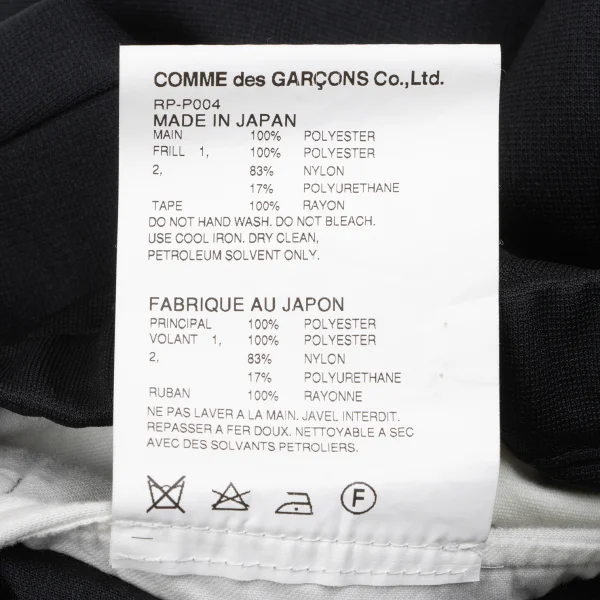 COMME des GARÇONS Co.,Ltd.
RP-P004
MADE IN JAPAN
MAIN 100% POLYESTER
FRILL 1, 100% POLYESTER
2, 83% NYLON
17% POLYURETHANE
TAPE 100% RAYON
DO NOT HAND WASH. DO NOT BLEACH.
USE COOL IRON. DRY CLEAN,
PETROLEUM SOLVENT ONLY.
FABRIQUE AU JAPON
PRINCIPAL 100% POLYESTER
VOLANT 1, 100% POLYESTER
2, 83% NYLON
17% POLYURETHANE
RUBAN 100% RAYONNE
NE PAS LAVER A LA MAIN. JAVEL INTERDIT.
REPASSER A FER DOUX. NETTOYABLE A SEC
AVEC DES SOLVANTS PETROLIERS.
F